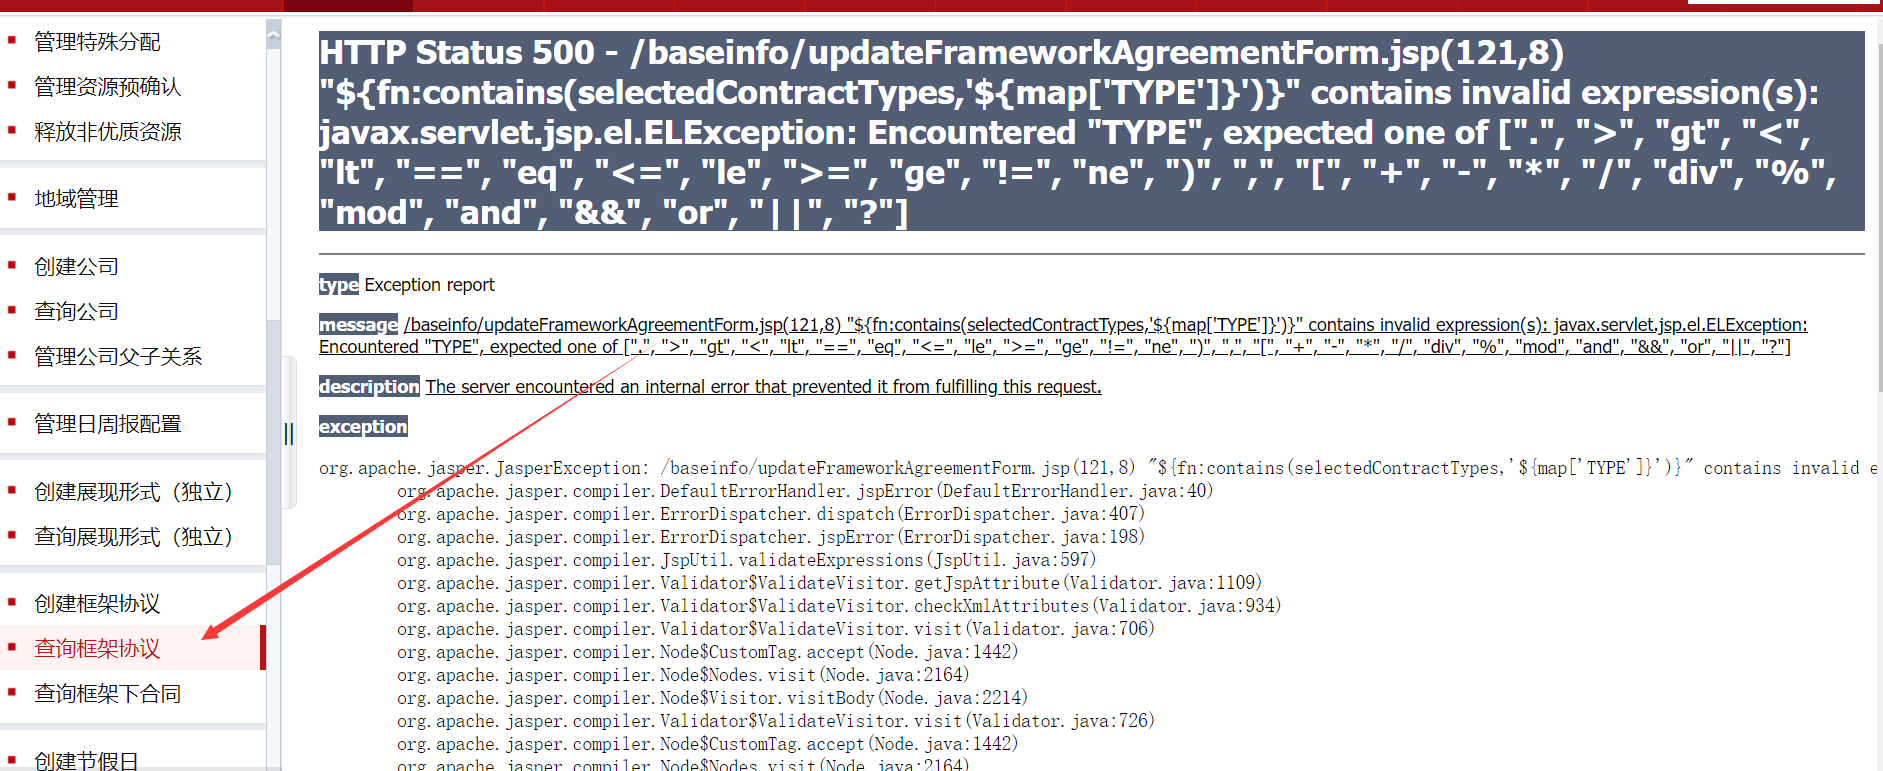 管理特殊分配
管理资源预确认
释放非优质资源
地域管理
创建公司
查询公司
管理公司父子关系
管理日周报配置
创建展现形式（独立）
查询展现形式（独立）
创建框架协议
查询框架协议
查询框架下合同
创建节假日
HTTP Status 500 - /baseinfo/updateFrameworkAgreementForm.jsp(121,8)
"${fn:contains(selectedContractTypes,'${map['TYPE']}')}" contains invalid expression(s):
javax.servlet.jsp.el.ELException: Encountered "TYPE", expected one of [".", ">", "gt", "<",
"lt", "==", "eq", "<=", "le", ">=", "ge", "!=", "ne", ")", ",", "[", "+", "-", "*", "/", "div", "%",
"mod", "and", "&&", "or", "||", "?"]
type Exception report
message /baseinfo/updateFrameworkAgreementForm.jsp(121,8) "${fn:contains(selectedContractTypes,'${map['TYPE']}')}" contains invalid expression(s): javax.servlet.jsp.el.ELException:
Encountered "TYPE", expected one of [".", ">", "gt", "<", "lt", "==", "eq", "<=", "le", ">=", "ge", "!=", "ne", ")", ",", "[", "+", "-", "*", "/", "div", "%", "mod", "and", "&&", "or", "||", "?"]
description The server encountered an internal error that prevented it from fulfilling this request.
exception
org.apache.jasper.JasperException: /baseinfo/updateFrameworkAgreementForm.jsp(121,8) "${fn:contains(selectedContractTypes,'${map['TYPE']}')}" contains invalid e
org.apache.jasper.compiler.DefaultErrorHandler.jspError(DefaultErrorHandler.java:40)
org.apache.jasper.compiler.ErrorDispatcher.dispatch(ErrorDispatcher.java:407)
org.apache.jasper.compiler.ErrorDispatcher.jspError(ErrorDispatcher.java:198)
org.apache.jasper.compiler.JspUtil.validateExpressions(JspUtil.java:597)
org.apache.jasper.compiler.Validator$ValidateVisitor.getJspAttribute(Validator.java:1109)
org.apache.jasper.compiler.Validator$ValidateVisitor.checkXmlAttributes(Validator.java:934)
org.apache.jasper.compiler.Validator$ValidateVisitor.visit(Validator.java:706)
org.apache.jasper.compiler.Node$CustomTag.accept(Node.java:1442)
org.apache.jasper.compiler.Node$Nodes.visit(Node.java:2164)
org.apache.jasper.compiler.Node$Visitor.visitBody(Node.java:2214)
org.apache.jasper.compiler.Validator$ValidateVisitor.visit(Validator.java:726)
org.apache.jasper.compiler.Node$CustomTag.accept(Node.java:1442)
org.apache.jasper.compiler.Node$Nodes.visit(Node.java:2164)